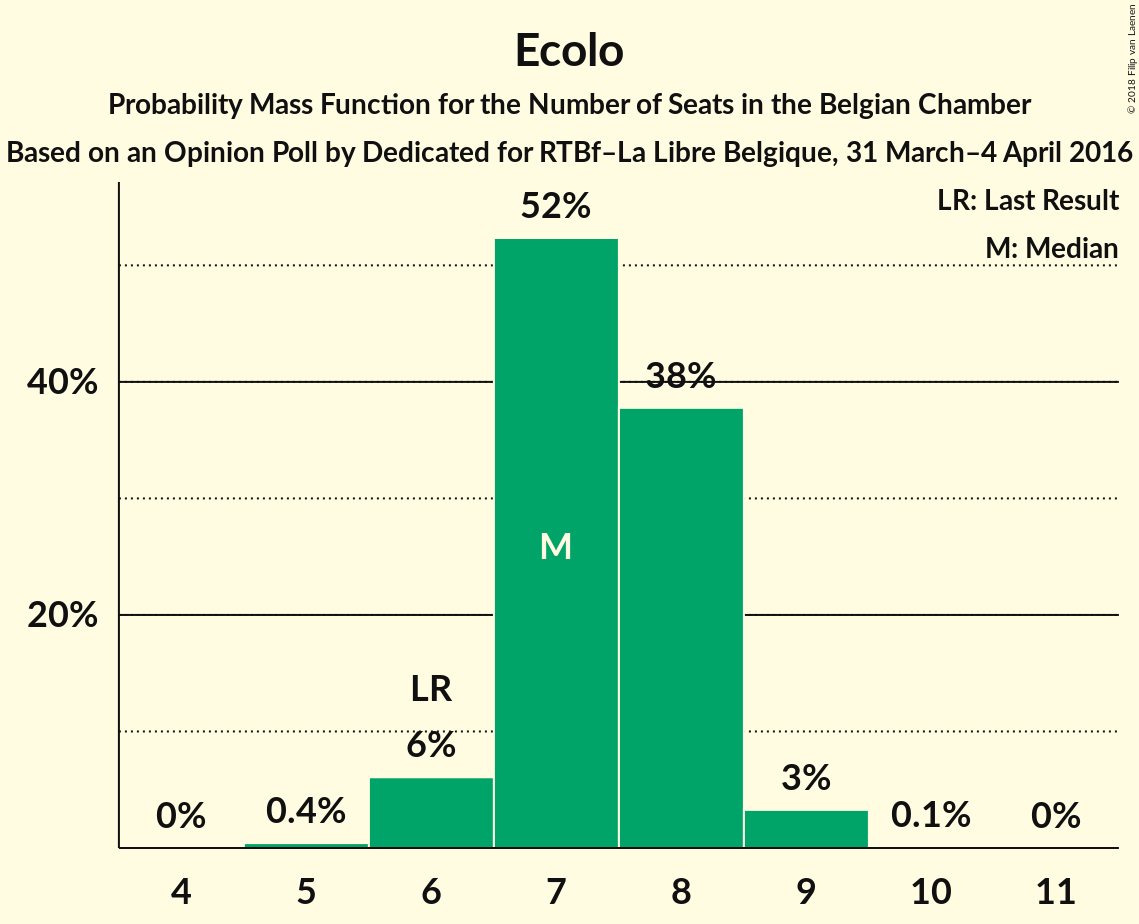 Ecolo
Probability Mass Function for the Number of Seats in the Belgian Chamber
Based on an Opinion Poll by Dedicated for RTBf–La Libre Belgique, 31 March–4 April 2016
© 2018 Filip van Laenen
LR: Last Result
M: Median
52%
38%
40%
M
20%
LR
6%
3%
0%
0.4%
0.1%
0%
4 5 6 7 8 9 10 11